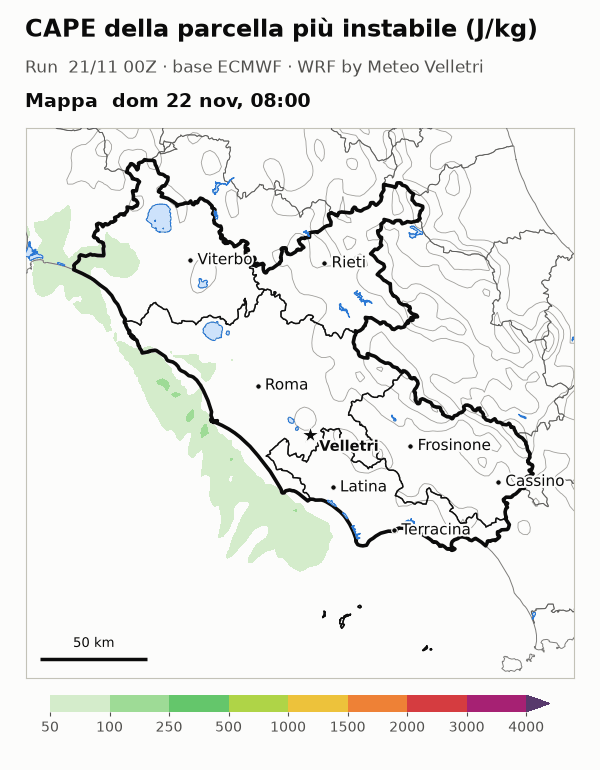 CAPE della parcella più instabile (J/kg)
Run 21/11 00Z · base ECMWF · WRF by Meteo Velletri
Mappa dom 22 nov, 08:00
Viterbo
Rieti
Roma
Velletri
Frosinone
Cassino
Latina
Terracina
50 km
50 100 250 500 1000 1500 2000 3000 4000